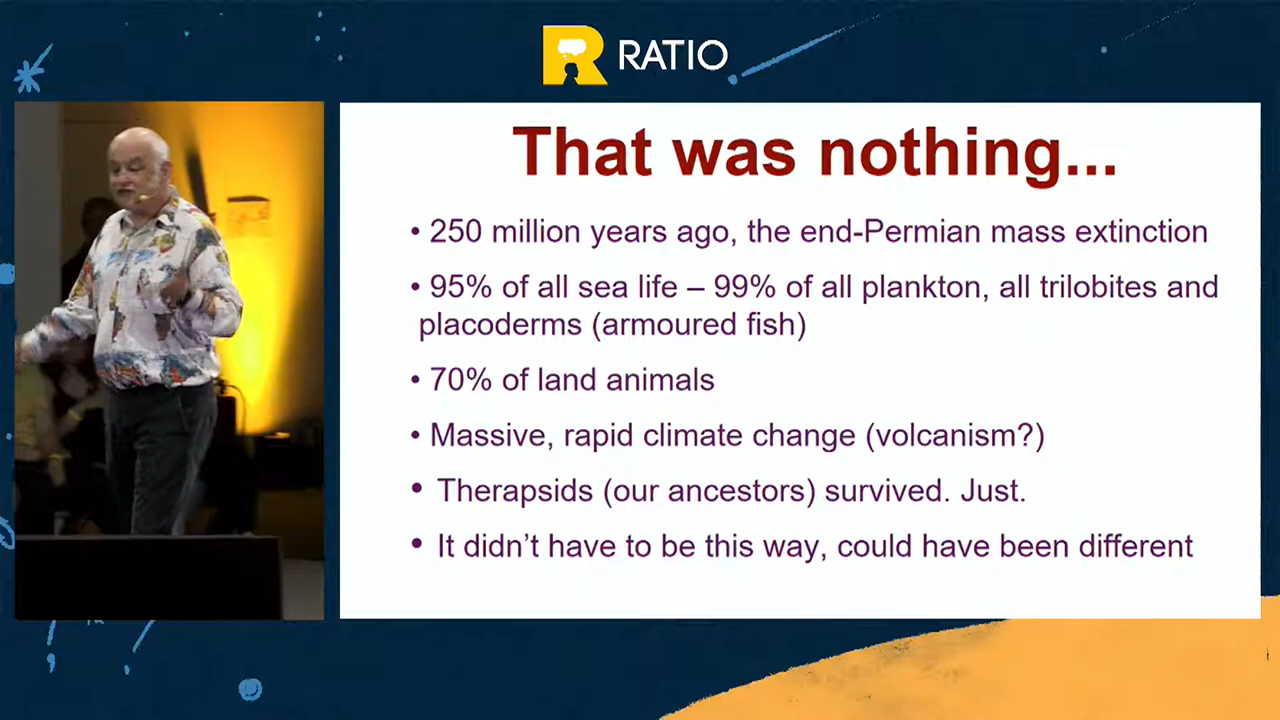 RATIO
That was nothing...
• 250 million years ago, the end-Permian mass extinction
• 95% of all sea life – 99% of all plankton, all trilobites and
placoderms (armoured fish)
• 70% of land animals
• Massive, rapid climate change (volcanism?)
• Therapsids (our ancestors) survived. Just.
• It didn’t have to be this way, could have been different